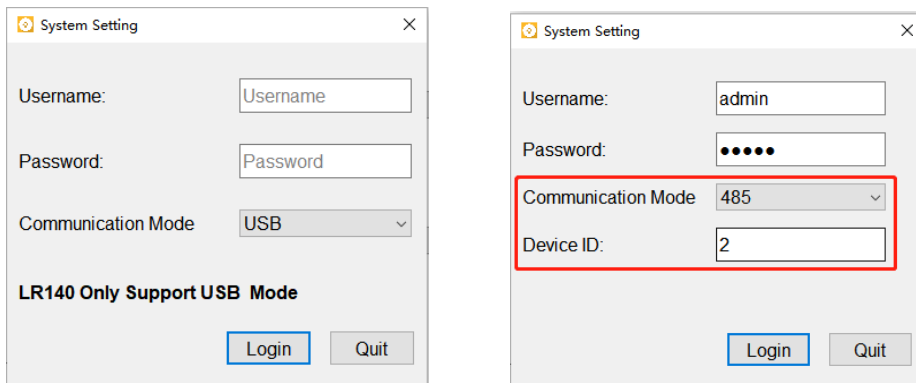 System Setting
Username:
Username
Password:
Password
Communication Mode
USB
LR140 Only Support USB Mode
Login
Quit
System Setting
Username:
admin
Password:
●●●●●
Communication Mode
485
Device ID:
2
Login
Quit